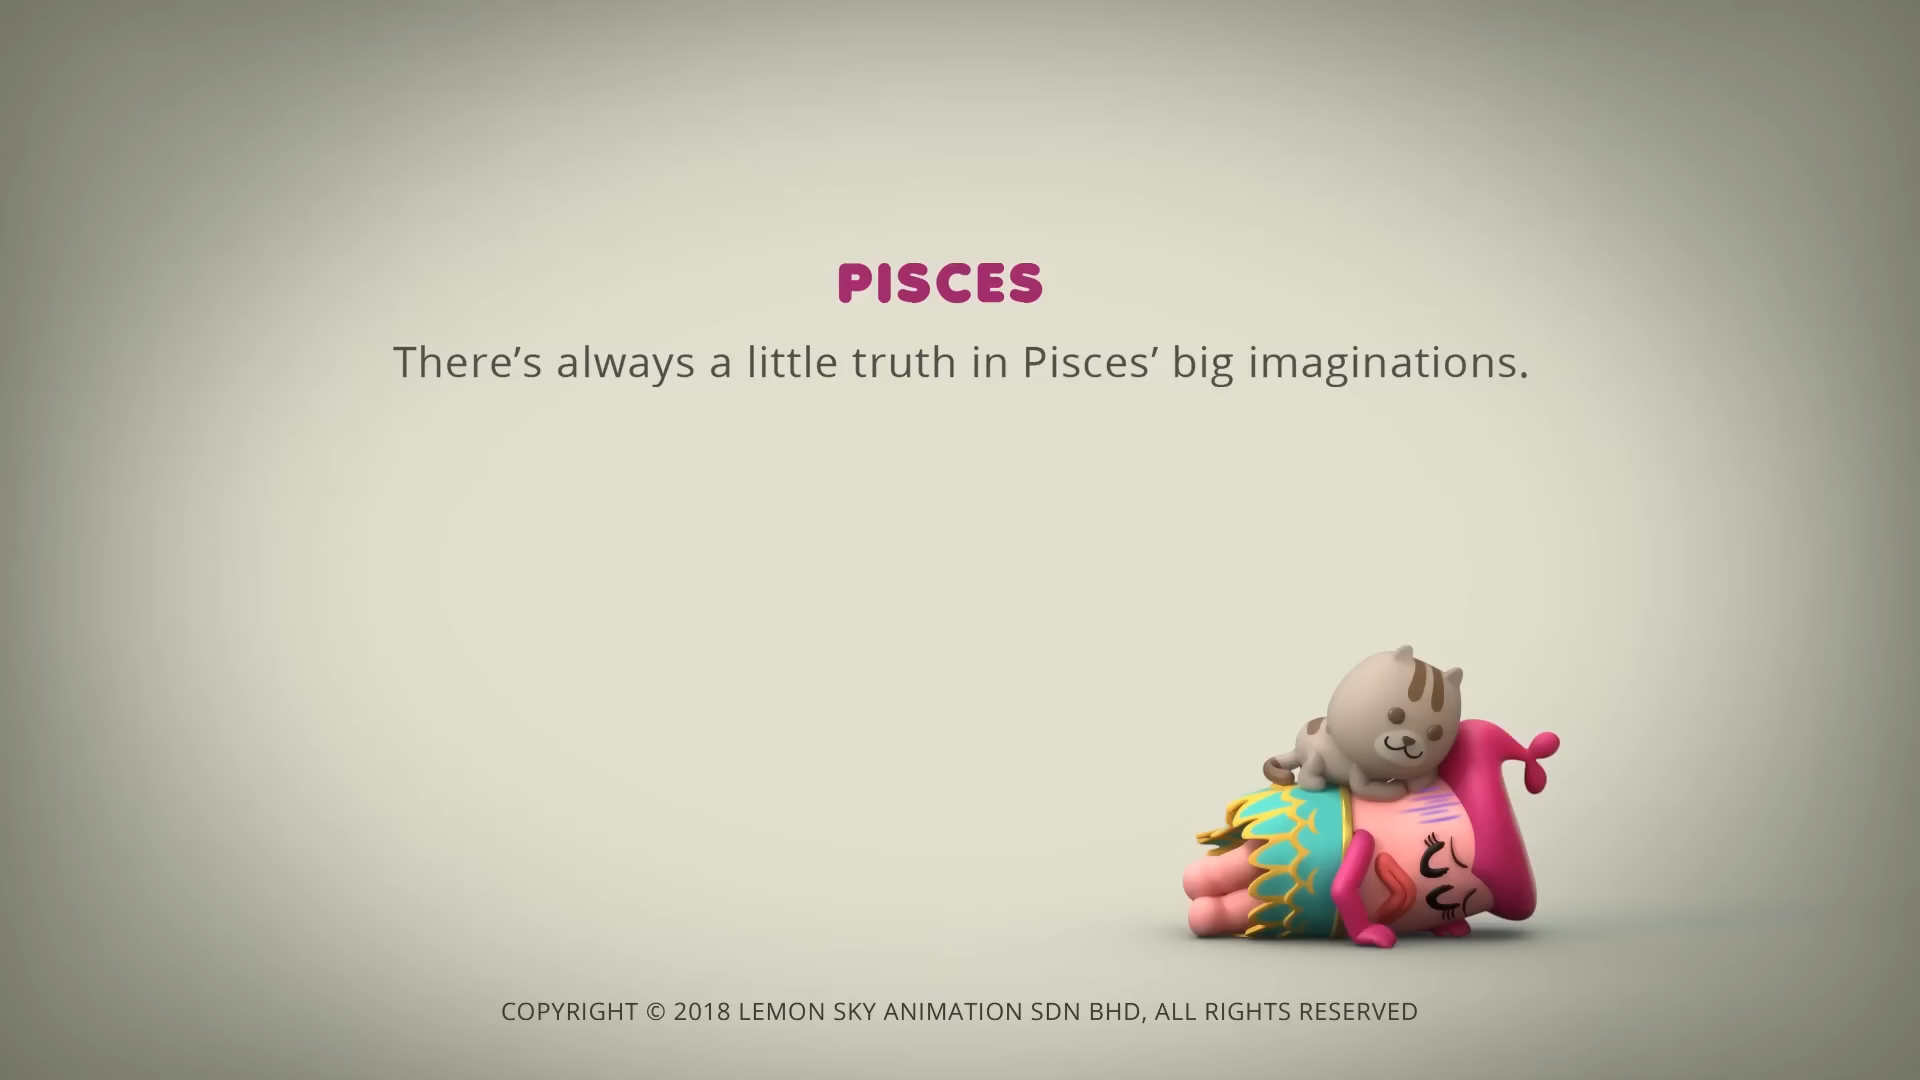 PISCES
There’s always a little truth in Pisces’ big imaginations.
COPYRIGHT © 2018 LEMON SKY ANIMATION SDN BHD, ALL RIGHTS RESERVED